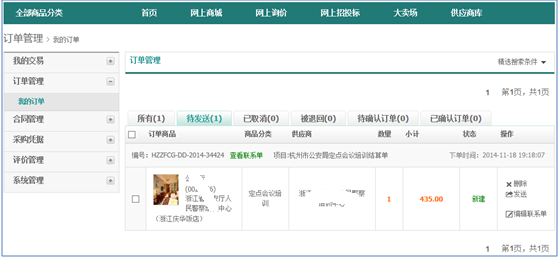 全部商品分类 首页 网上商城 网上询价 网上招投标 大卖场 供应商库
订单管理 > 我的订单
我的交易
订单管理
我的订单
合同管理
采购凭据
评价管理
系统管理
订单管理 精选搜索条件
1 第1页，共1页
所有(1) 待发送(1) 已取消(0) 被退回(0) 待确认订单(0) 已确认订单(0)
订单商品 商品分类 供应商 数量 小计 状态 操作
编号：HZZFCG-DD-2014-34424 查看联系单 项目:杭州市公安局定点会议培训结算单 下单时间：2014-11-18 19:18:07
(00 6)
浙江 厅人
民警察 中心
（浙江庆华饭店）
定点会议培
训
浙 警察
中心
1 435.00 新建
删除
发送
编辑联系单
1 第1页，共1页